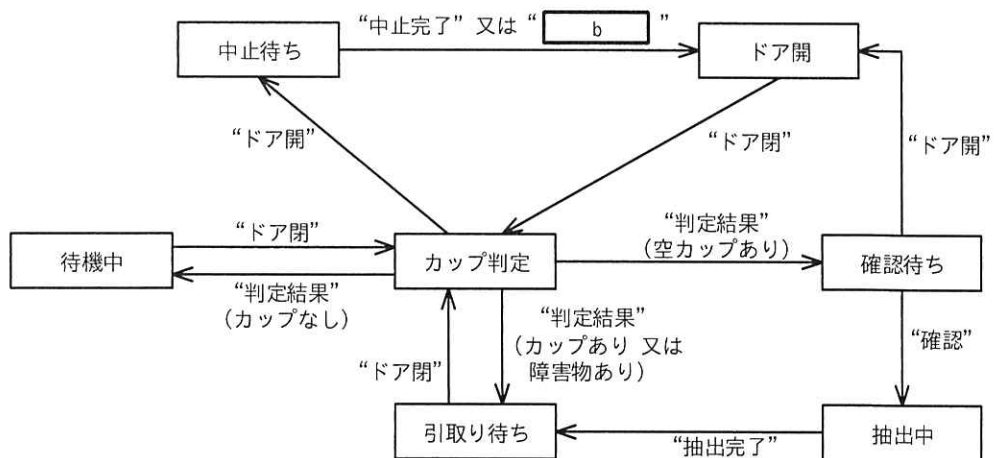 “中止完了” 又は “ b ”
中止待ち
ドア開
“ドア開”
“ドア閉”
“ドア開”
“ドア閉”
“判定結果”
（空カップあり）
待機中
カップ判定
確認待ち
“判定結果”
（カップなし）
“判定結果”
（カップあり 又は
障害物あり）
“ドア閉”
“確認”
引取り待ち
抽出中
“抽出完了”